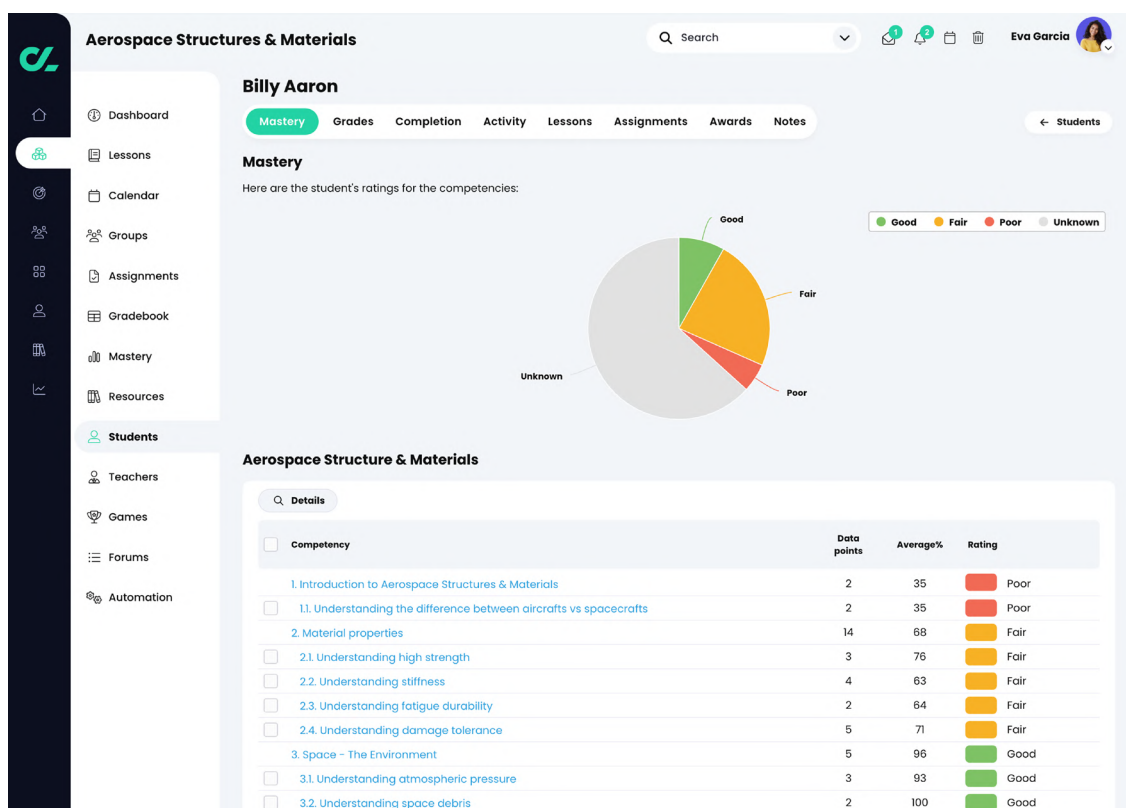 Aerospace Structures & Materials
Search
1
2
Eva Garcia
Dashboard
Lessons
Calendar
Groups
Assignments
Gradebook
Mastery
Resources
Students
Teachers
Games
Forums
Automation
Billy Aaron
Mastery Grades Completion Activity Lessons Assignments Awards Notes
← Students
Mastery
Here are the student's ratings for the competencies:
Good Fair Poor Unknown
Good
Fair
Unknown
Poor
Aerospace Structure & Materials
Details
Competency Data points Average% Rating
1. Introduction to Aerospace Structures & Materials 2 35 Poor
1.1. Understanding the difference between aircrafts vs spacecrafts 2 35 Poor
2. Material properties 14 68 Fair
2.1. Understanding high strength 3 76 Fair
2.2. Understanding stiffness 4 63 Fair
2.3. Understanding fatigue durability 2 64 Fair
2.4. Understanding damage tolerance 5 71 Fair
3. Space - The Environment 5 96 Good
3.1. Understanding atmospheric pressure 3 93 Good
3.2. Understanding space debris 2 100 Good